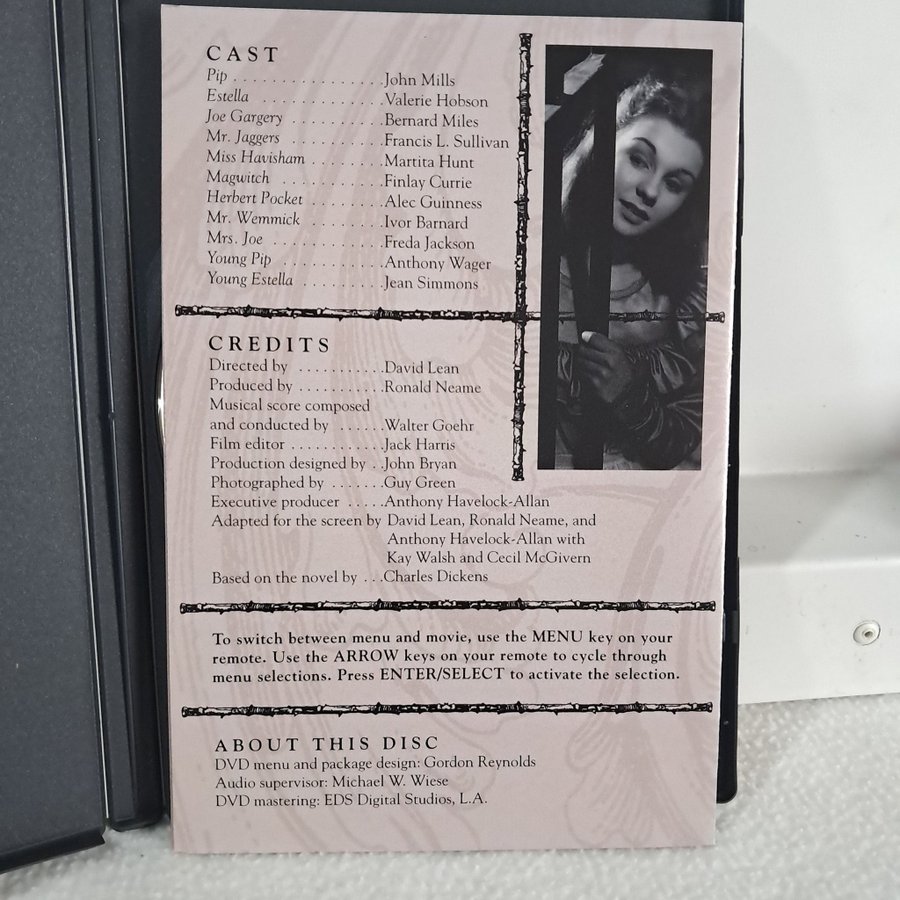 CAST
Pip . . . . . . . . . . . . . . . . John Mills
Estella . . . . . . . . . . . . . Valerie Hobson
Joe Gargery . . . . . . . . . . Bernard Miles
Mr. Jaggers . . . . . . . . . . Francis L. Sullivan
Miss Havisham . . . . . . . . Martita Hunt
Magwitch . . . . . . . . . . . Finlay Currie
Herbert Pocket . . . . . . . . Alec Guinness
Mr. Wemmick . . . . . . . . . Ivor Barnard
Mrs. Joe . . . . . . . . . . . . Freda Jackson
Young Pip . . . . . . . . . . . Anthony Wager
Young Estella . . . . . . . . . Jean Simmons
CREDITS
Directed by . . . . . . . . . . . David Lean
Produced by . . . . . . . . . . Ronald Neame
Musical score composed
and conducted by . . . . . . Walter Goehr
Film editor . . . . . . . . . . . . Jack Harris
Production designed by . . John Bryan
Photographed by . . . . . . . Guy Green
Executive producer . . . . . Anthony Havelock-Allan
Adapted for the screen by David Lean, Ronald Neame, and
Anthony Havelock-Allan with
Kay Walsh and Cecil McGivern
Based on the novel by . . . Charles Dickens
To switch between menu and movie, use the MENU key on your
remote. Use the ARROW keys on your remote to cycle through
menu selections. Press ENTER/SELECT to activate the selection.
ABOUT THIS DISC
DVD menu and package design: Gordon Reynolds
Audio supervisor: Michael W. Wiese
DVD mastering: EDS Digital Studios, L.A.